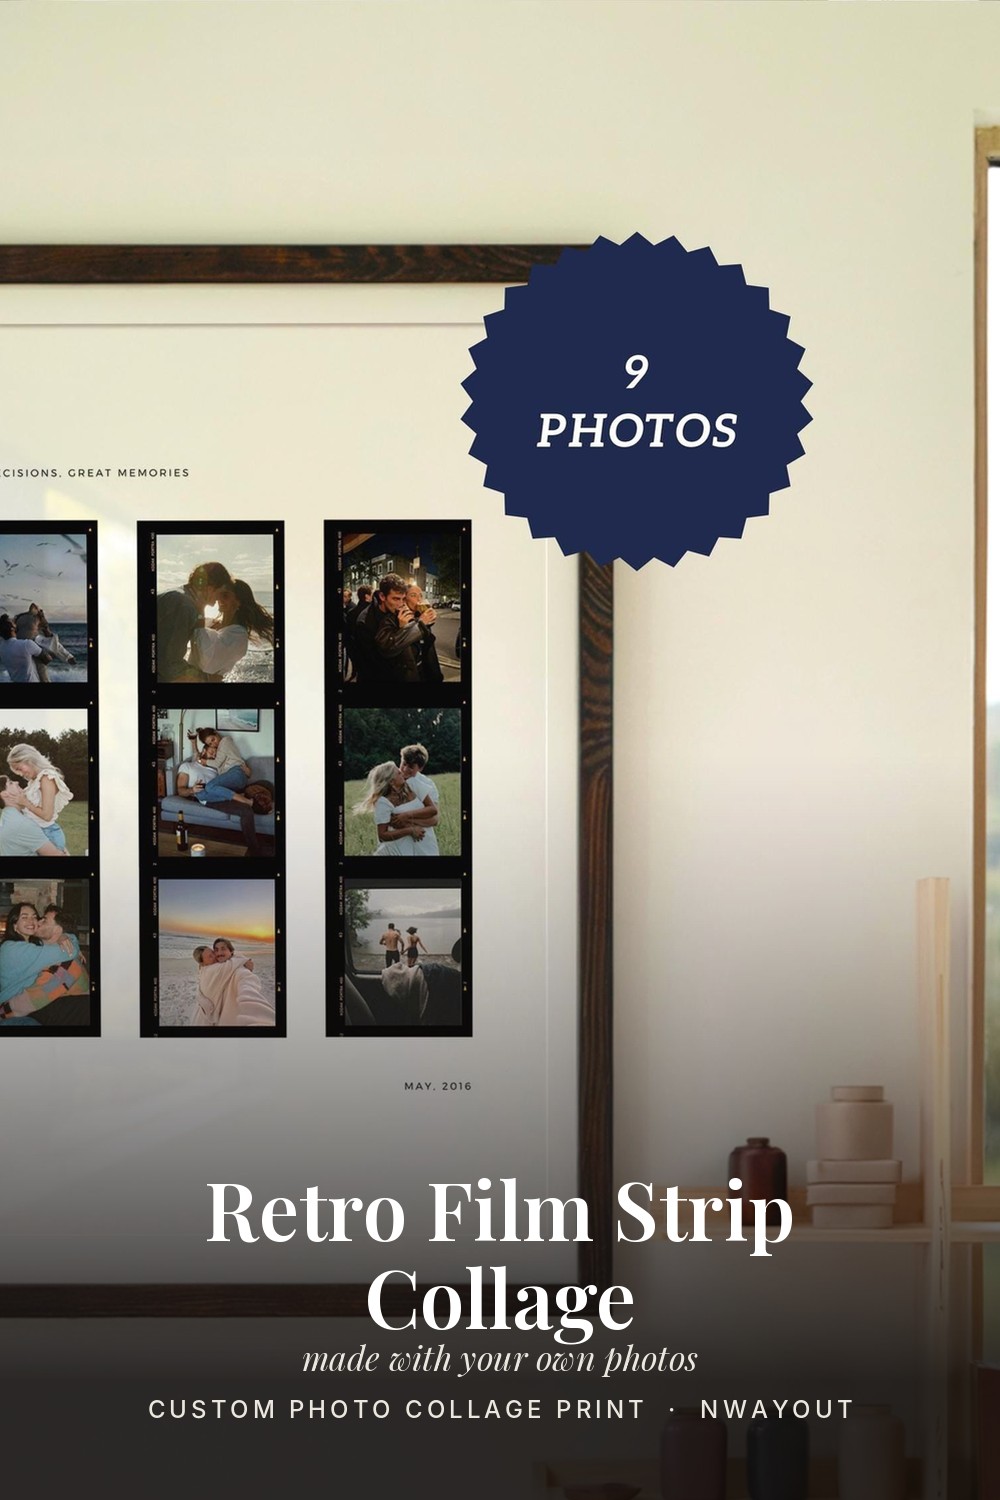 9
PHOTOS
CISIONS. GREAT MEMORIES
MAY. 2016
Retro Film Strip
Collage
made with your own photos
CUSTOM PHOTO COLLAGE PRINT · NWAYOUT